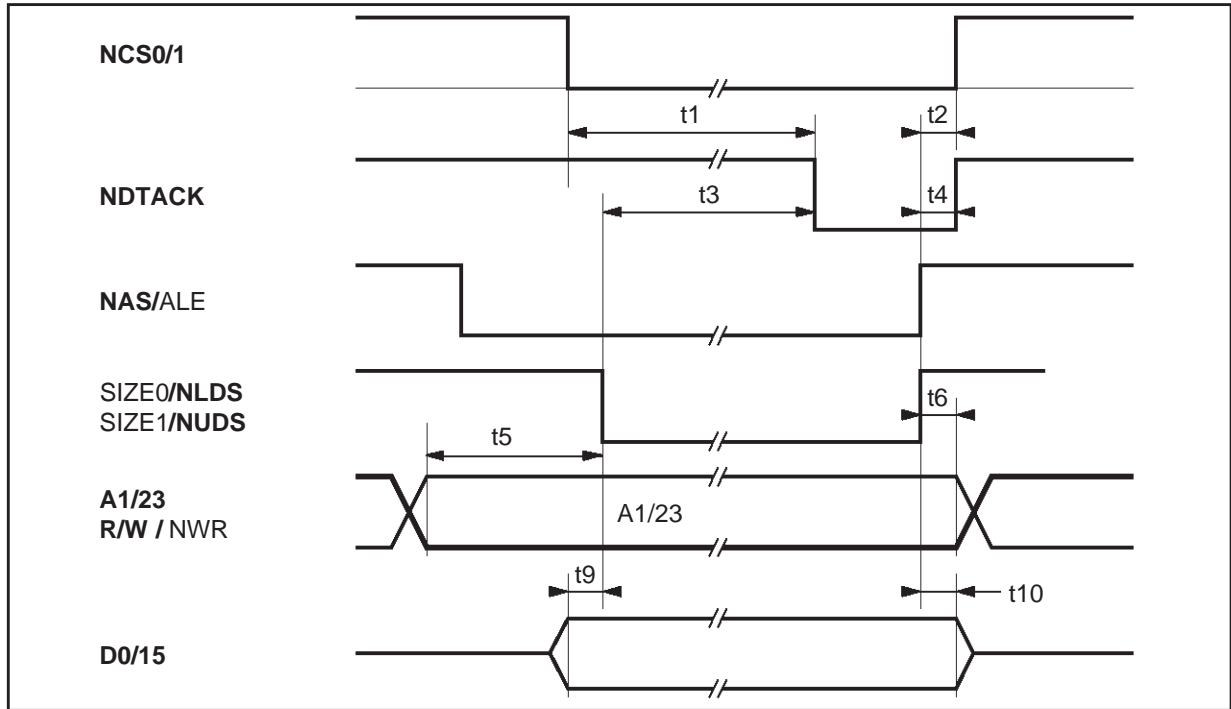 NCS0/1
t1
t2
NDTACK
t3
t4
NAS/ALE
SIZE0/NLDS
SIZE1/NUDS
t5
t6
A1/23
R/W / NWR
A1/23
t9
t10
D0/15